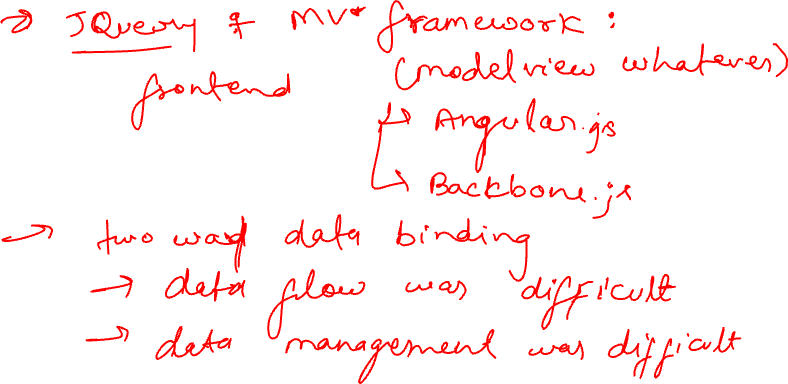 → JQuery & MV* framework :
frontend (model view whatever)
→ Angular.js
→ Backbone.js
→ two way data binding
→ data flow was difficult
→ data management was difficult